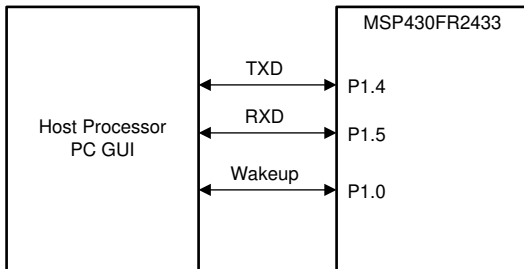 MSP430FR2433
TXD
P1.4
RXD
P1.5
Host Processor
PC GUI
Wakeup
P1.0